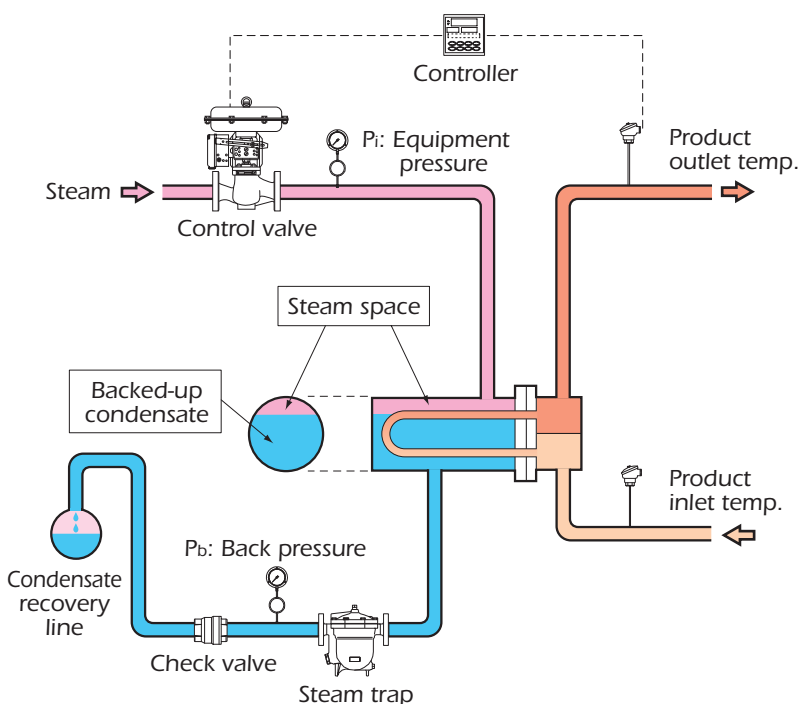 Controller
Pi: Equipment
pressure
Product
outlet temp.
Steam
Control valve
Steam space
Backed-up
condensate
Product
inlet temp.
Pb: Back pressure
Condensate
recovery
line
Check valve
Steam trap